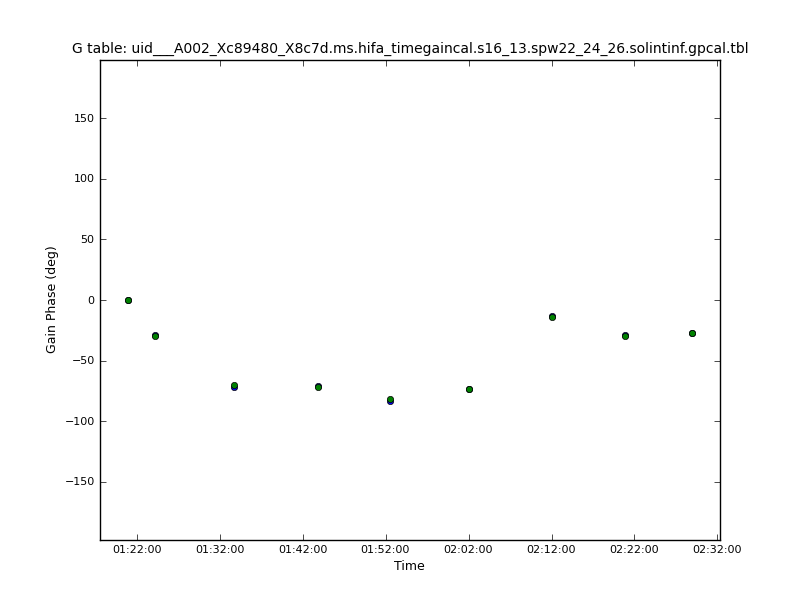 G table: uid___A002_Xc89480_X8c7d.ms.hifa_timegaincal.s16_13.spw22_24_26.solintinf.gpcal.tbl
150
100
50
0
−50
−100
−150
Gain Phase (deg)
01:22:00 01:32:00 01:42:00 01:52:00 02:02:00 02:12:00 02:22:00 02:32:00
Time